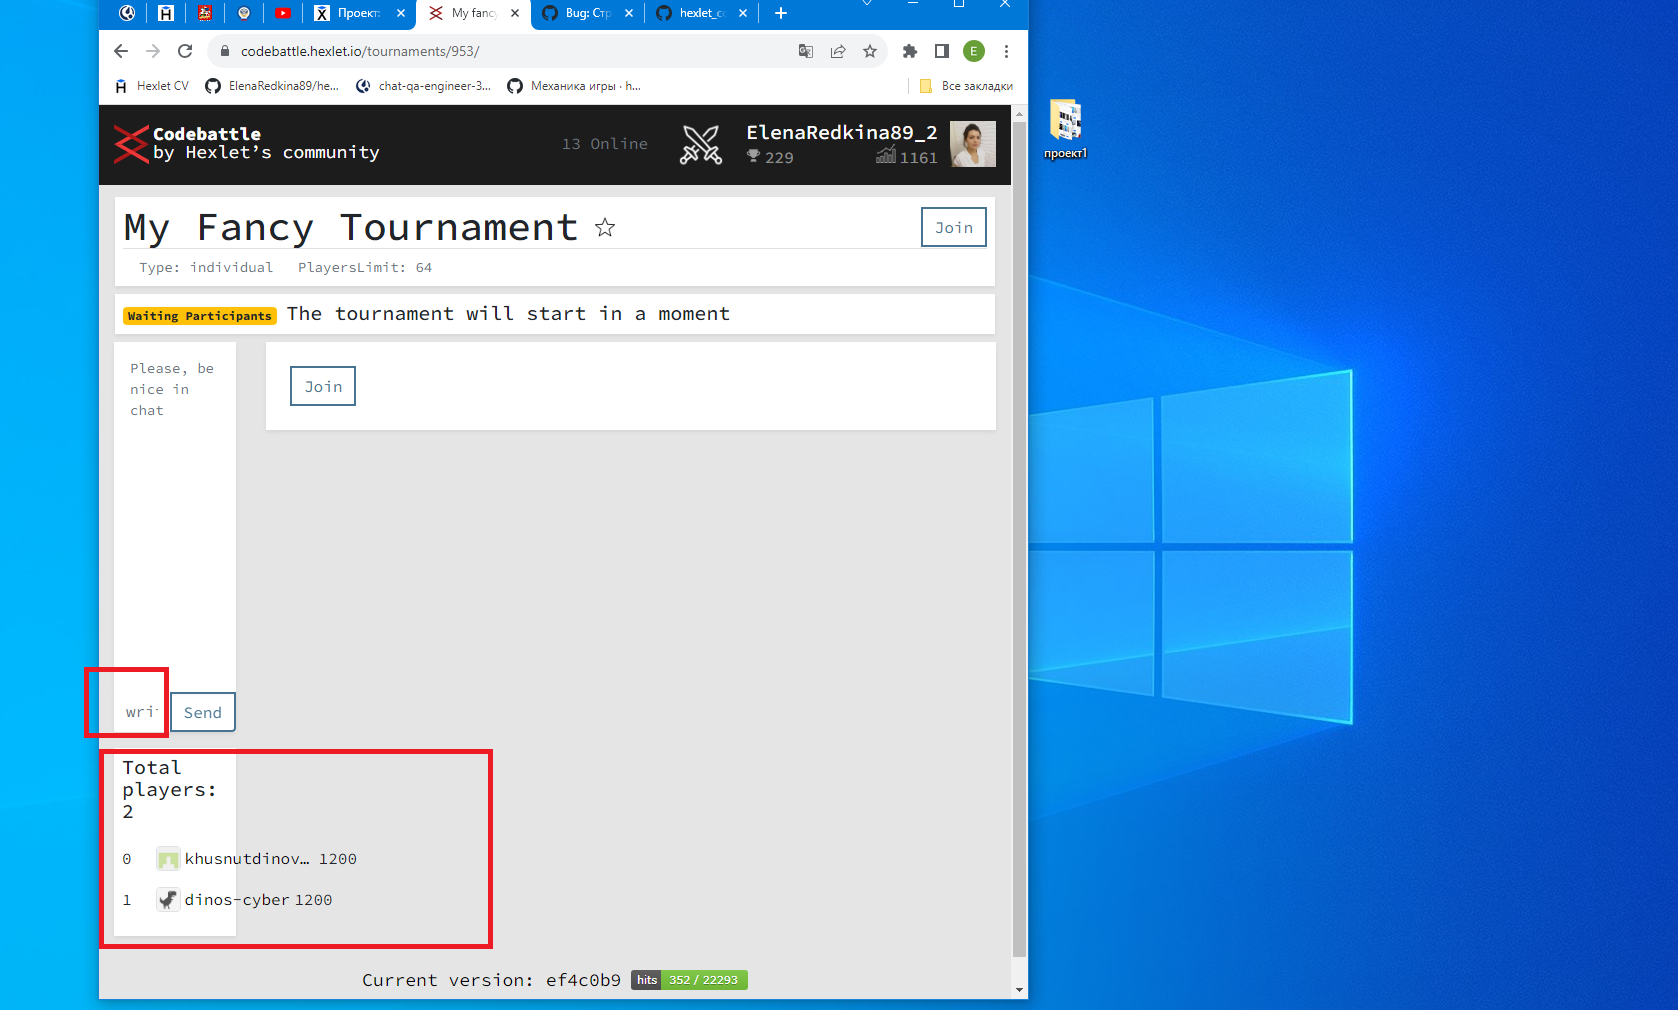 Проект:
My fanc
Bug: Стр
hexlet_c
codebattle.hexlet.io/tournaments/953/
E
Hexlet CV
ElenaRedkina89/he...
chat-qa-engineer-3...
Механика игры · h...
Все закладки
Codebattle
by Hexlet’s community
13 Online
ElenaRedkina89_2
229
1161
проект1
My Fancy Tournament
Join
Type: individual
PlayersLimit: 64
Waiting Participants
The tournament will start in a moment
Please, be
nice in
chat
Join
wri
Send
Total
players:
2
0 khusnutdinov… 1200
1 dinos-cyber 1200
Current version: ef4c0b9
hits 352 / 22293